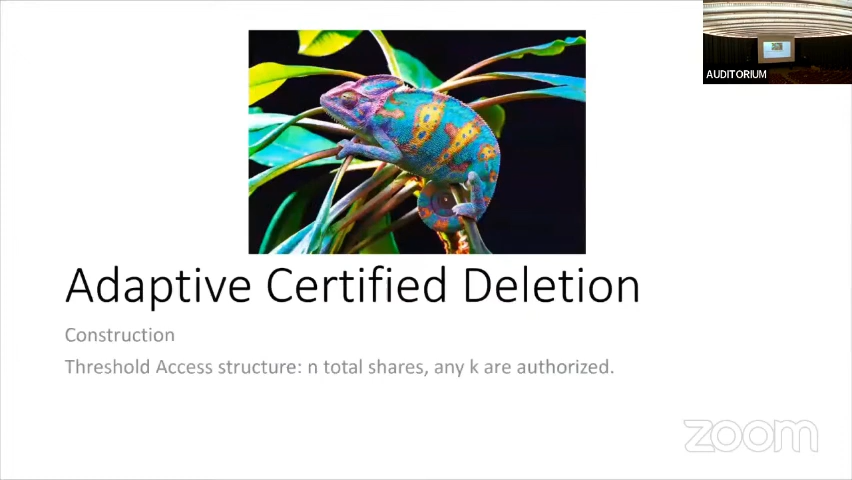 AUDITORIUM
Adaptive Certified Deletion
Construction
Threshold Access structure: n total shares, any k are authorized.
zoom